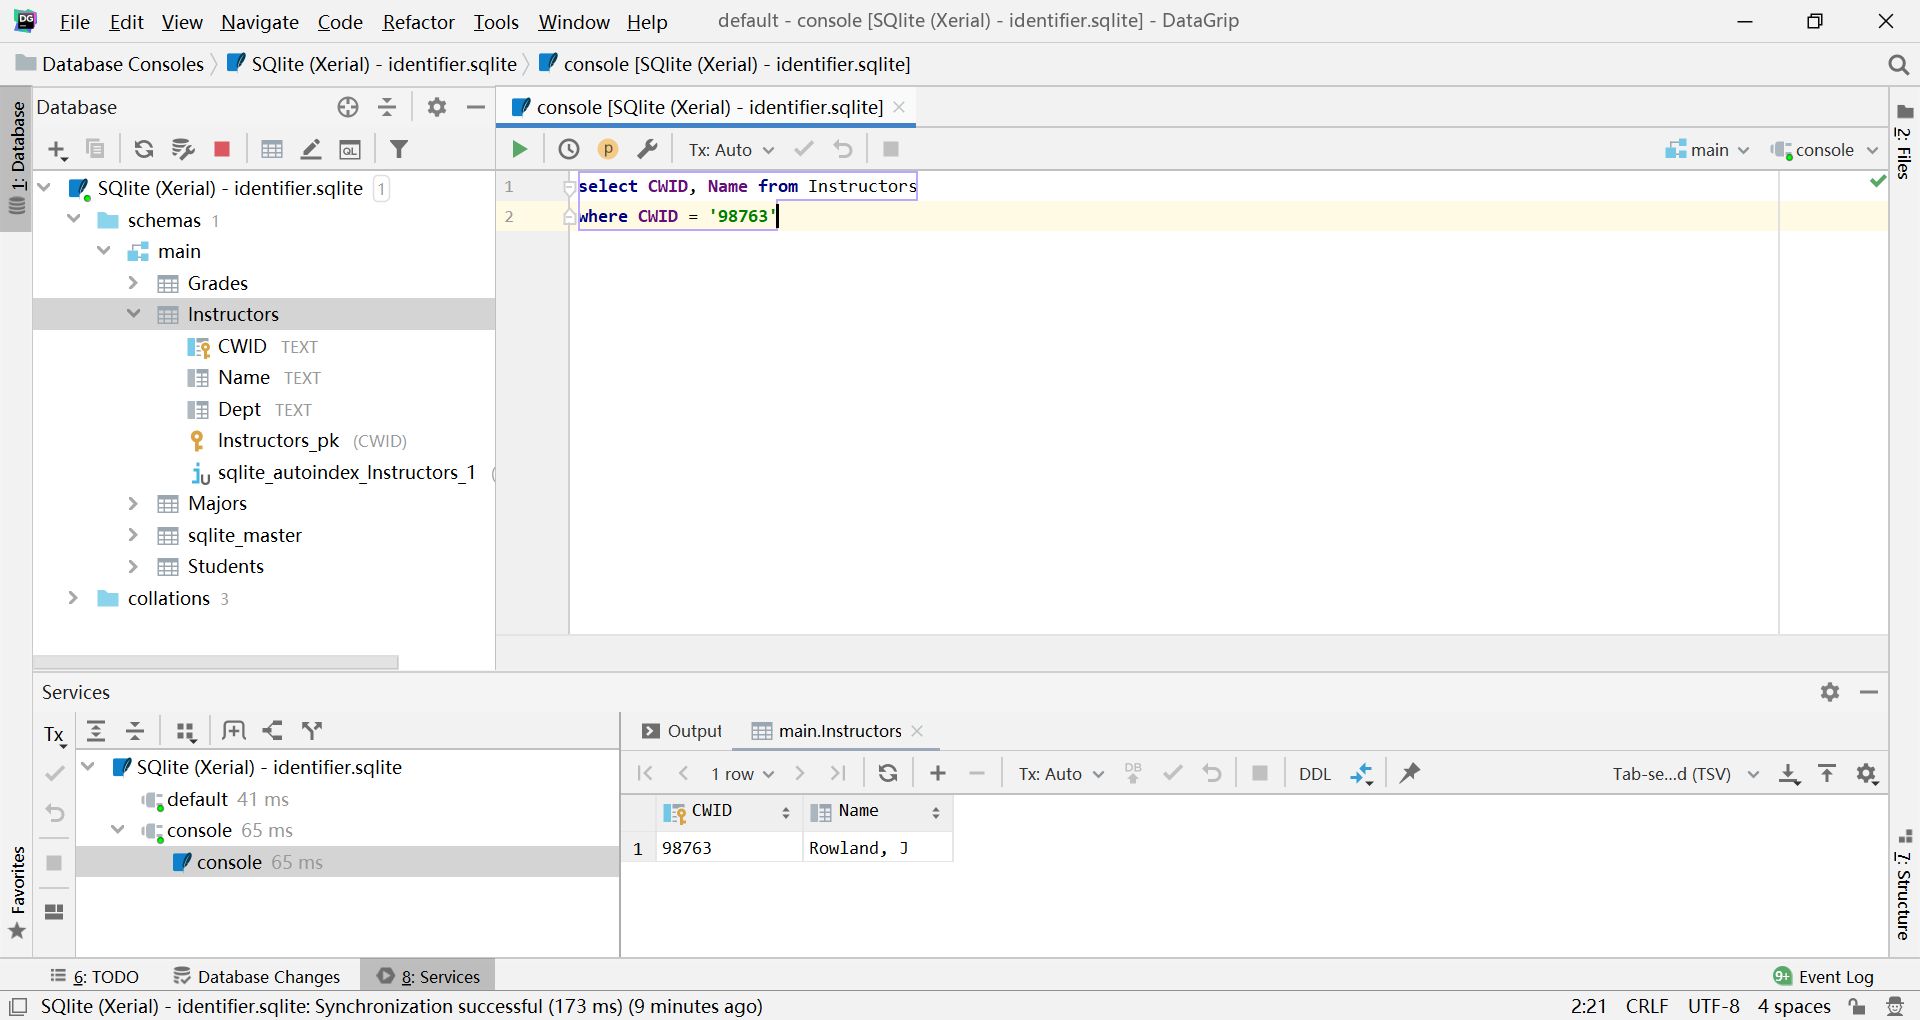 DG File Edit View Navigate Code Refactor Tools Window Help default - console [SQlite (Xerial) - identifier.sqlite] - DataGrip
Database Consoles SQlite (Xerial) - identifier.sqlite console [SQlite (Xerial) - identifier.sqlite]
1: Database
Favorites
Database
QL
SQlite (Xerial) - identifier.sqlite 1
schemas 1
main
Grades
Instructors
CWID TEXT
Name TEXT
Dept TEXT
Instructors_pk (CWID)
sqlite_autoindex_Instructors_1 (
Majors
sqlite_master
Students
collations 3
console [SQlite (Xerial) - identifier.sqlite]
p Tx: Auto main console
1 select CWID, Name from Instructors
2 where CWID = '98763'
2: Files
7: Structure
Services
Tx
SQlite (Xerial) - identifier.sqlite
default 41 ms
console 65 ms
console 65 ms
Output main.Instructors
1 row Tx: Auto DB DDL Tab-se...d (TSV)
CWID Name
1 98763 Rowland, J
6: TODO Database Changes 8: Services 9+ Event Log
SQlite (Xerial) - identifier.sqlite: Synchronization successful (173 ms) (9 minutes ago) 2:21 CRLF UTF-8 4 spaces